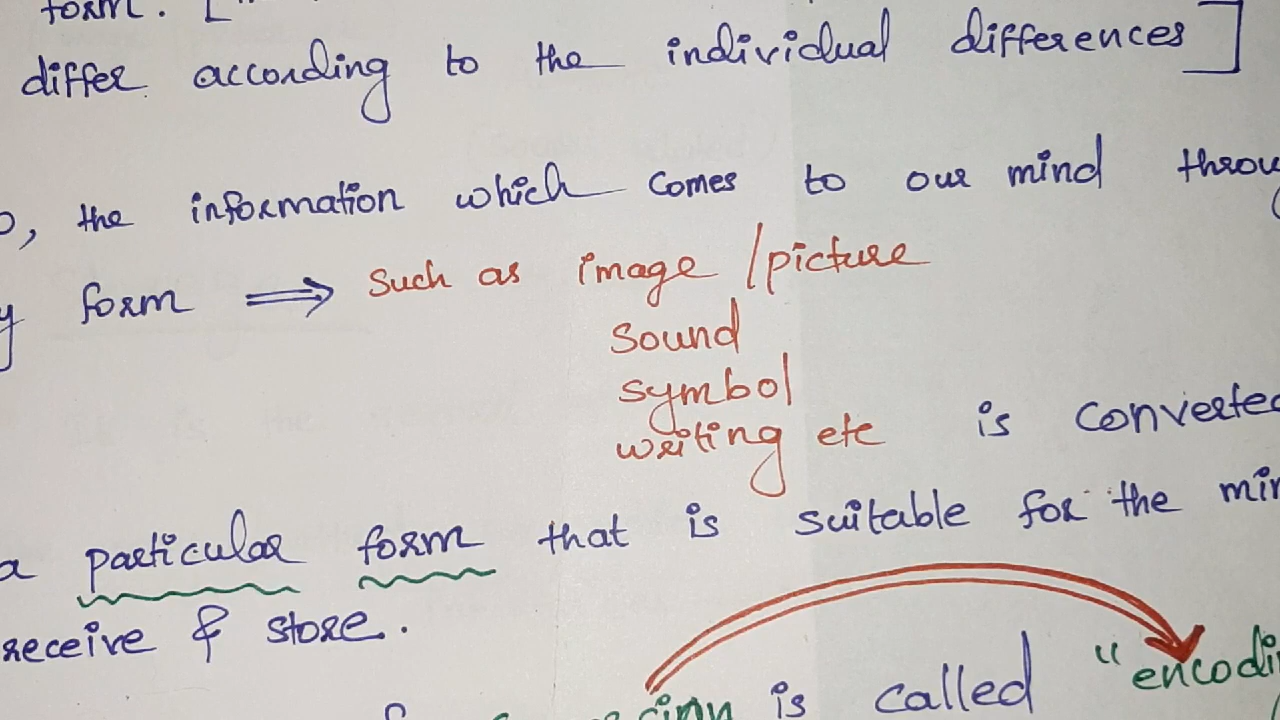 form. [
differ according to the individual differences]
, the information which comes to our mind
form ⇒ such as image / picture
sound
symbol
writing etc is
a particular form that is suitable for the
receive & store.
is called "